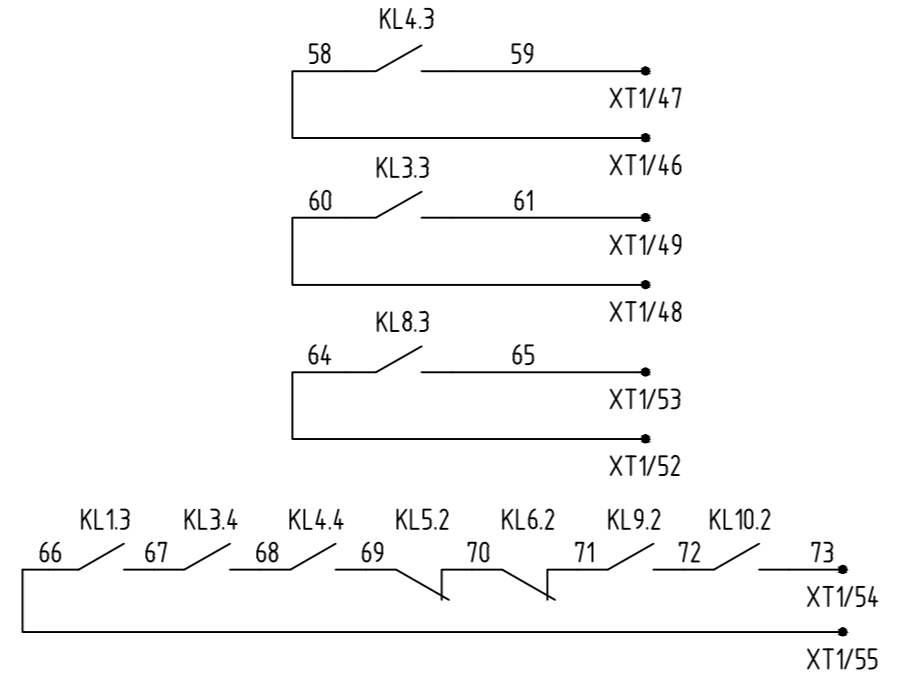 KL4.3
58 59
XT1/47
XT1/46
KL3.3
60 61
XT1/49
XT1/48
KL8.3
64 65
XT1/53
XT1/52
KL1.3 KL3.4 KL4.4 KL5.2 KL6.2 KL9.2 KL10.2
66 67 68 69 70 71 72 73
XT1/54
XT1/55